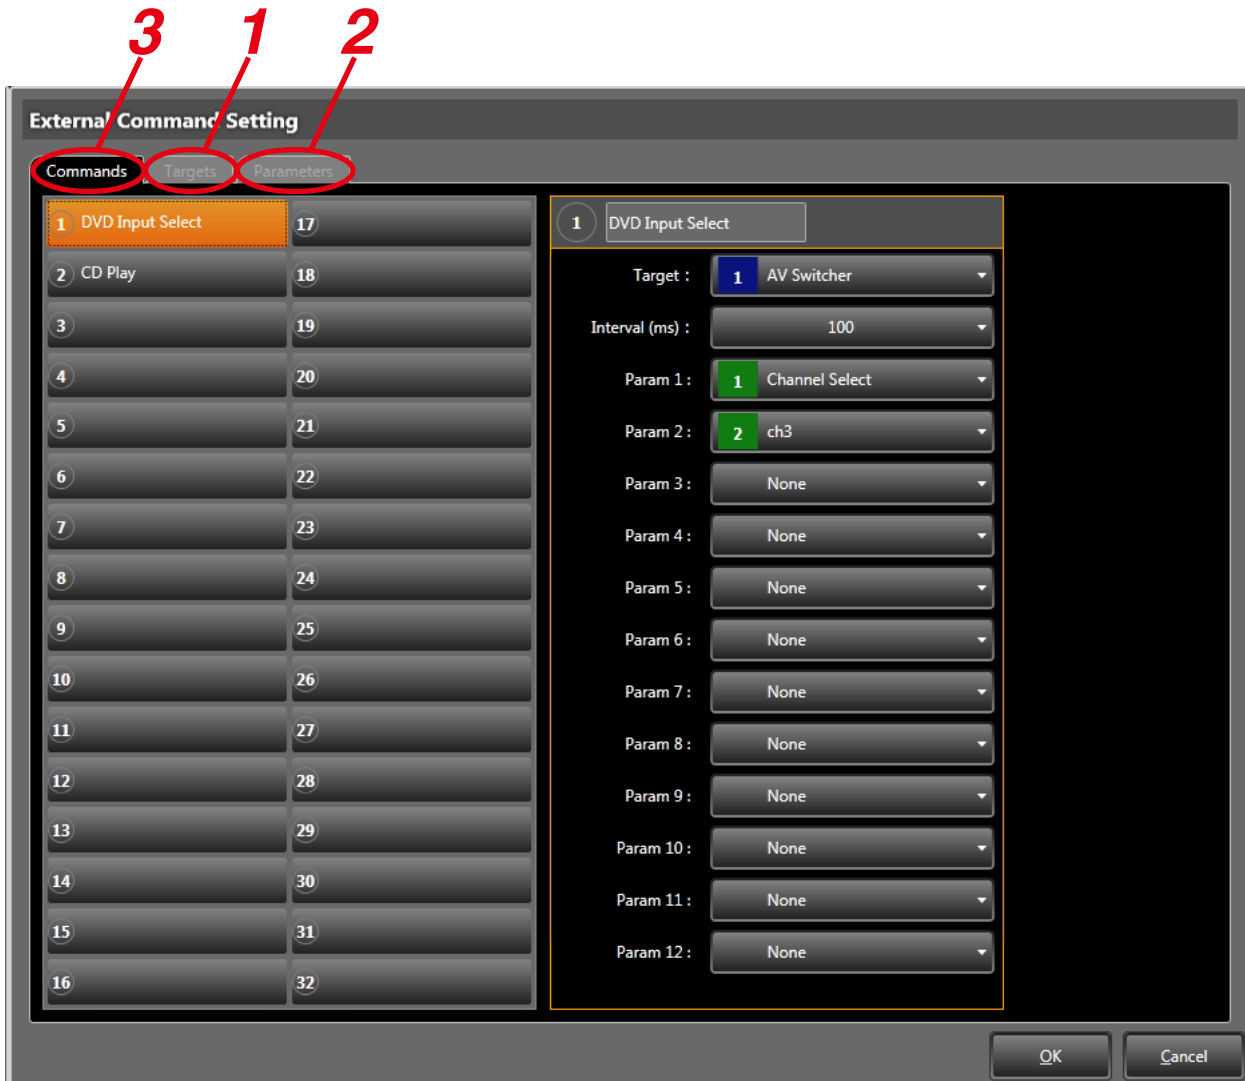 3 1 2
External Command Setting
Commands Targets Parameters
1 DVD Input Select 17
2 CD Play 18
3 19
4 20
5 21
6 22
7 23
8 24
9 25
10 26
11 27
12 28
13 29
14 30
15 31
16 32
1 DVD Input Select
Target : 1 AV Switcher
Interval (ms) : 100
Param 1 : 1 Channel Select
Param 2 : 2 ch3
Param 3 : None
Param 4 : None
Param 5 : None
Param 6 : None
Param 7 : None
Param 8 : None
Param 9 : None
Param 10 : None
Param 11 : None
Param 12 : None
OK Cancel